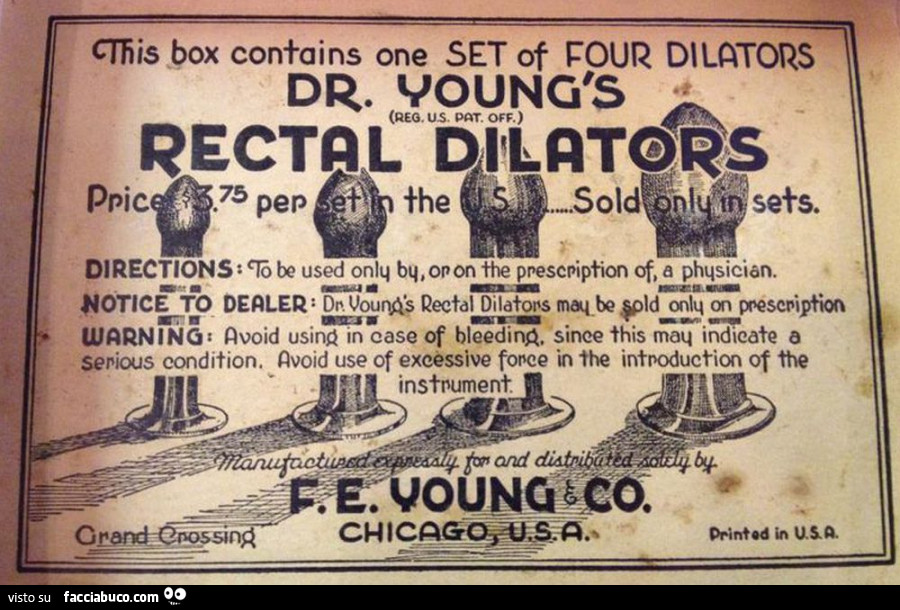 This box contains one SET of FOUR DILATORS
DR. YOUNG'S
(REG. U.S. PAT. OFF.)
RECTAL DILATORS
Price $3.75 per set in the U.S. ......Sold only in sets.
DIRECTIONS: To be used only by, or on the prescription of, a physician.
NOTICE TO DEALER: Dr. Young's Rectal Dilators may be sold only on prescription
WARNING: Avoid using in case of bleeding, since this may indicate a
serious condition. Avoid use of excessive force in the introduction of the
instrument.
Manufactured expressly for and distributed solely by
F. E. YOUNG & CO.
Grand Crossing CHICAGO, U.S.A. Printed in U.S.A.
visto su facciabuco.com